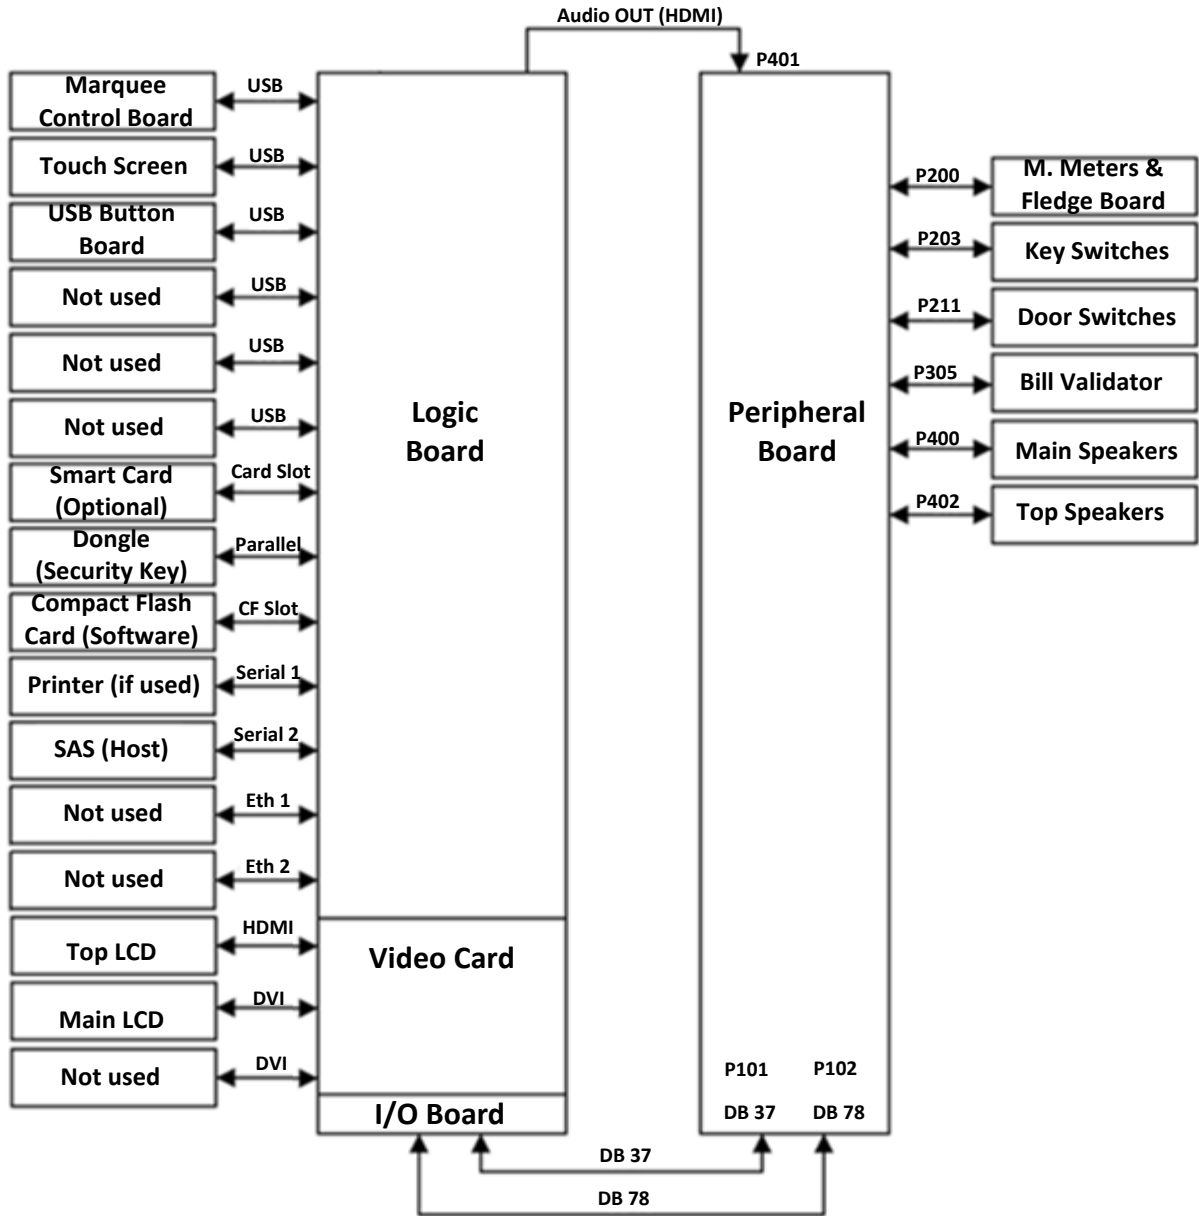 Audio OUT (HDMI)
P401
Marquee
Control Board
USB
Touch Screen
USB
USB Button
Board
USB
Not used
USB
Not used
USB
Not used
USB
Smart Card
(Optional)
Card Slot
Dongle
(Security Key)
Parallel
Compact Flash
Card (Software)
CF Slot
Printer (if used)
Serial 1
SAS (Host)
Serial 2
Not used
Eth 1
Not used
Eth 2
Top LCD
HDMI
Main LCD
DVI
Not used
DVI
Logic
Board
Video Card
I/O Board
Peripheral
Board
P101
P102
DB 37
DB 78
P200
M. Meters &
Fledge Board
P203
Key Switches
P211
Door Switches
P305
Bill Validator
P400
Main Speakers
P402
Top Speakers
DB 37
DB 78